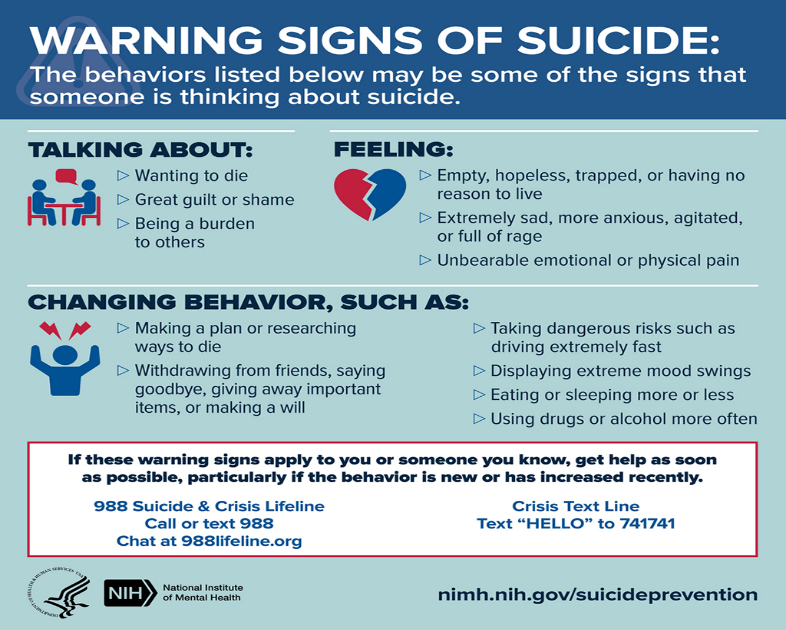 WARNING SIGNS OF SUICIDE:
The behaviors listed below may be some of the signs that
someone is thinking about suicide.
TALKING ABOUT:
Wanting to die
Great guilt or shame
Being a burden
to others
FEELING:
Empty, hopeless, trapped, or having no
reason to live
Extremely sad, more anxious, agitated,
or full of rage
Unbearable emotional or physical pain
CHANGING BEHAVIOR, SUCH AS:
Making a plan or researching
ways to die
Withdrawing from friends, saying
goodbye, giving away important
items, or making a will
Taking dangerous risks such as
driving extremely fast
Displaying extreme mood swings
Eating or sleeping more or less
Using drugs or alcohol more often
If these warning signs apply to you or someone you know, get help as soon
as possible, particularly if the behavior is new or has increased recently.
988 Suicide & Crisis Lifeline
Call or text 988
Chat at 988lifeline.org
Crisis Text Line
Text “HELLO” to 741741
NIH
National Institute
of Mental Health
nimh.nih.gov/suicideprevention